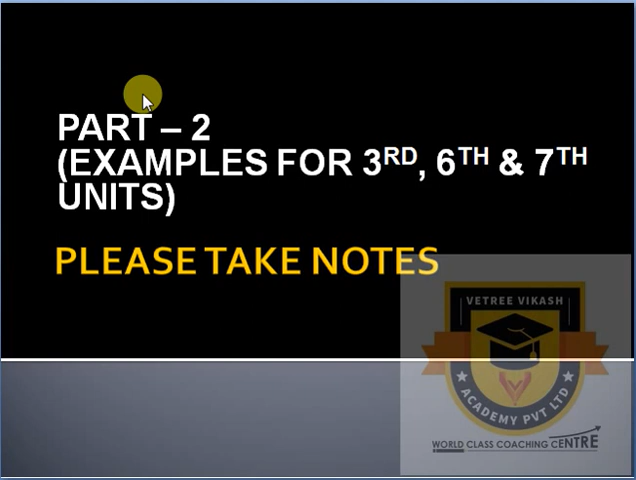 PART – 2
(EXAMPLES FOR 3RD, 6TH & 7TH
UNITS)
PLEASE TAKE NOTES
VETREE VIKASH
ACADEMY PVT LTD
WORLD CLASS COACHING CENTRE